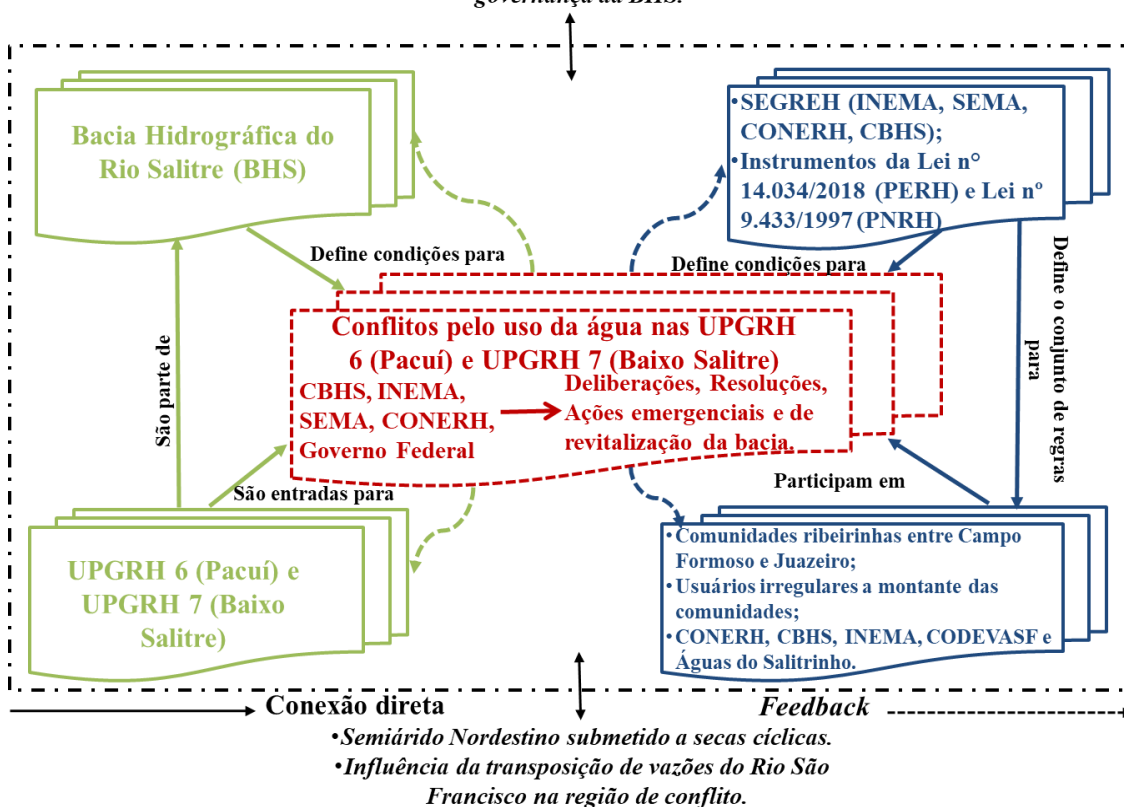 governança da BHS.
Bacia Hidrográfica do
Rio Salitre (BHS)
•SEGREH (INEMA, SEMA,
CONERH, CBHS);
•Instrumentos da Lei n°
14.034/2018 (PERH) e Lei nº
9.433/1997 (PNRH)
Define condições para
Define condições para
Define o conjunto de regras
para
São parte de
Conflitos pelo uso da água nas UPGRH
6 (Pacuí) e UPGRH 7 (Baixo Salitre)
CBHS, INEMA,
SEMA, CONERH,
Governo Federal
Deliberações, Resoluções,
Ações emergenciais e de
revitalização da bacia.
São entradas para
Participam em
UPGRH 6 (Pacuí) e
UPGRH 7 (Baixo
Salitre)
•Comunidades ribeirinhas entre Campo
Formoso e Juazeiro;
•Usuários irregulares a montante das
comunidades;
•CONERH, CBHS, INEMA, CODEVASF e
Águas do Salitrinho.
Conexão direta
Feedback
•Semiárido Nordestino submetido a secas cíclicas.
•Influência da transposição de vazões do Rio São
Francisco na região de conflito.